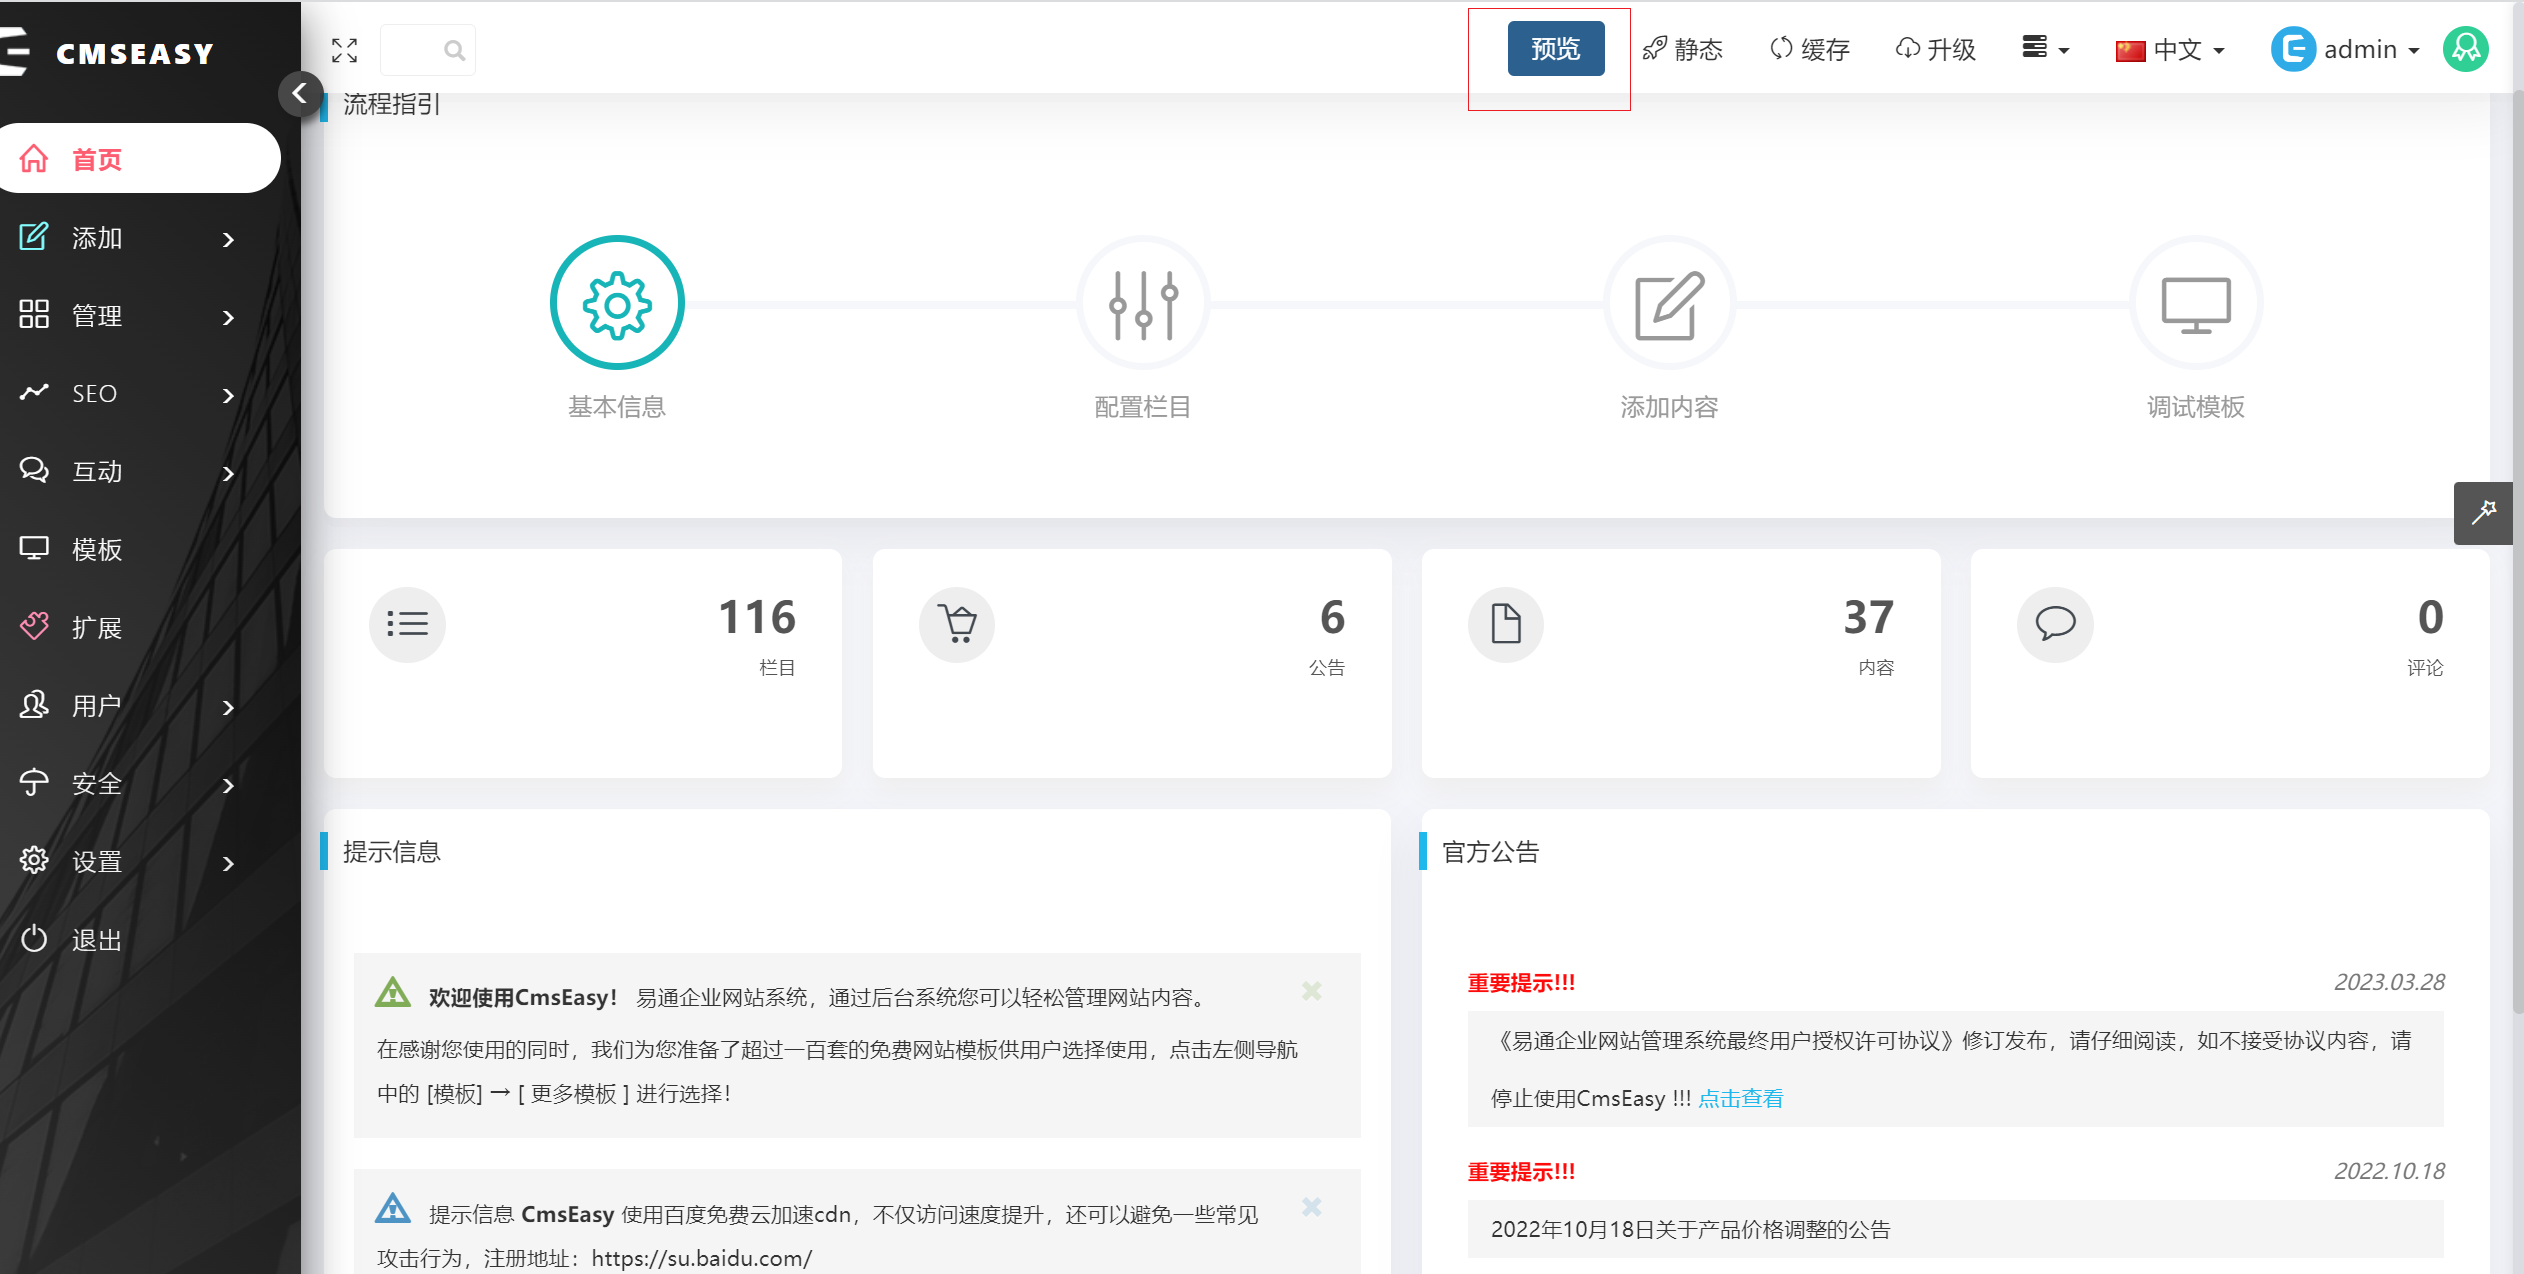 CMSEASY
预览
静态
缓存
升级
中文
admin
首页
添加
管理
SEO
互动
模板
扩展
用户
安全
设置
退出
流程指引
基本信息
配置栏目
添加内容
调试模板
116
栏目
6
公告
37
内容
0
评论
提示信息
欢迎使用CmsEasy！ 易通企业网站系统，通过后台系统您可以轻松管理网站内容。
在感谢您使用的同时，我们为您准备了超过一百套的免费网站模板供用户选择使用，点击左侧导航
中的 [模板] → [ 更多模板 ] 进行选择！
提示信息 CmsEasy 使用百度免费云加速cdn，不仅访问速度提升，还可以避免一些常见
攻击行为，注册地址：https://su.baidu.com/
官方公告
重要提示!!! 2023.03.28
《易通企业网站管理系统最终用户授权许可协议》修订发布，请仔细阅读，如不接受协议内容，请
停止使用CmsEasy !!! 点击查看
重要提示!!! 2022.10.18
2022年10月18日关于产品价格调整的公告